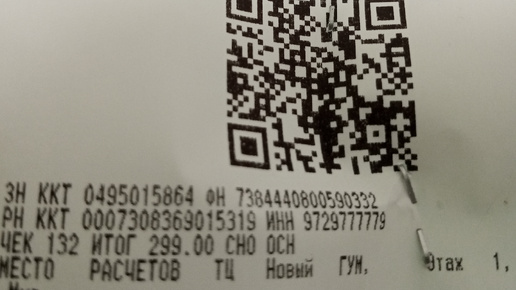 ЗН ККТ 0495015864 ФН 7384440800590332
РН ККТ 0007308369015319 ИНН 9729777779
ЧЕК 132 ИТОГ 299.00 СНО ОСН
МЕСТО РАСЧЕТОВ ТЦ Новый ГУМ, Этаж 1,